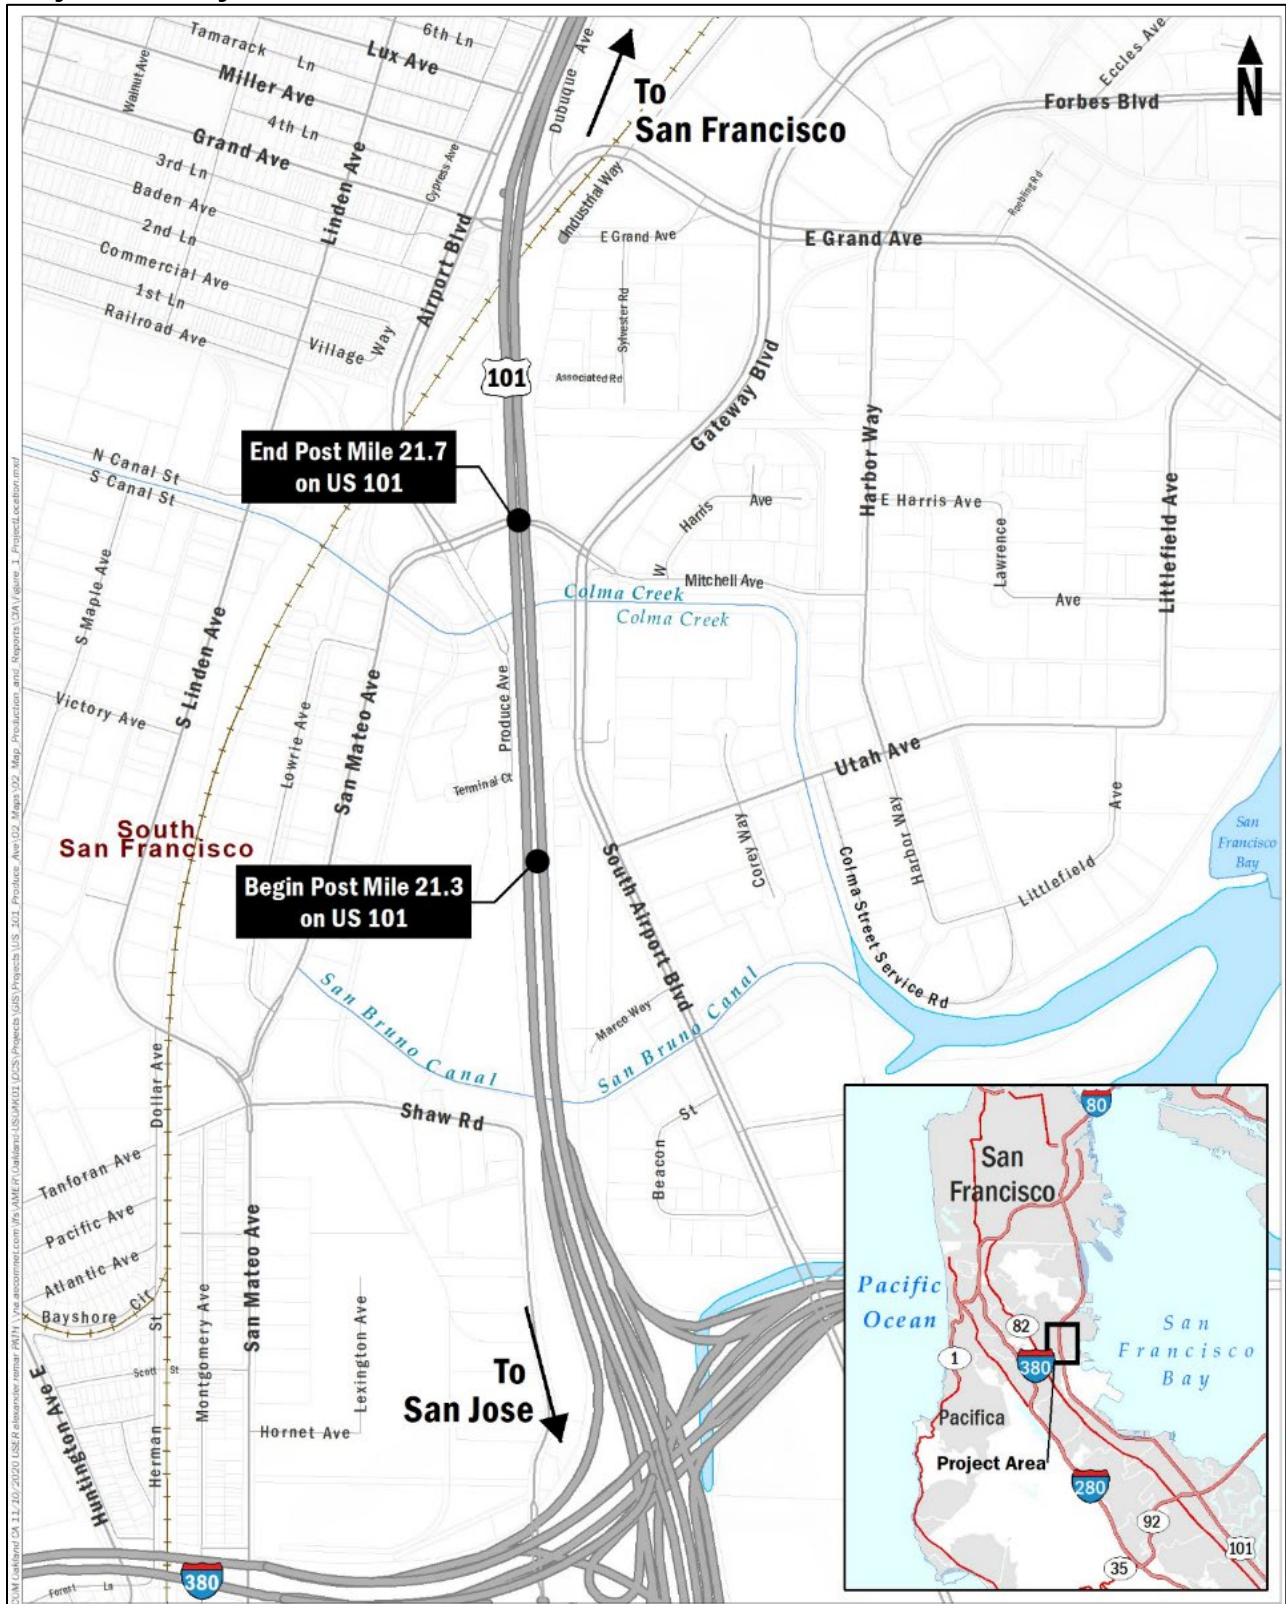 6th Ln
Tamarack Ln
Lux Ave
Miller Ave
Walnut Ave
4th Ln
Grand Ave
3rd Ln
Baden Ave
2nd Ln
Commercial Ave
1st Ln
Railroad Ave
Linden Ave
Cypress Ave
Airport Blvd
Village Way
Dubuque Ave
To
San Francisco
N
Eccles Ave
Forbes Blvd
Roebling Rd
Industrial Way
E Grand Ave
E Grand Ave
Sylvester Rd
Associated Rd
101
Gateway Blvd
Harbor Way
Littlefield Ave
End Post Mile 21.7
on US 101
N Canal St
S Canal St
W Harris Ave
E Harris Ave
Lawrence Ave
Mitchell Ave
Colma Creek
Colma Creek
S Maple Ave
S Linden Ave
Victory Ave
Lowrie Ave
San Mateo Ave
Produce Ave
Terminal Ct
Utah Ave
Corey Way
Harbor Way
Littlefield Ave
San
Francisco
Bay
South
San Francisco
Begin Post Mile 21.3
on US 101
South Airport Blvd
Colma Street Service Rd
San Bruno Canal
San Bruno Canal
Marco Way
Shaw Rd
Beacon St
Dollar Ave
Tanforan Ave
Pacific Ave
Atlantic Ave
Bayshore Cir
Herman St
Scott St
Montgomery Ave
San Mateo Ave
Lexington Ave
Hornet Ave
Huntington Ave E
Forest Ln
380
To
San Jose
80
San
Francisco
Pacific
Ocean
82
1
380
San
Francisco
Bay
Pacifica
Project Area
280
92
35
101